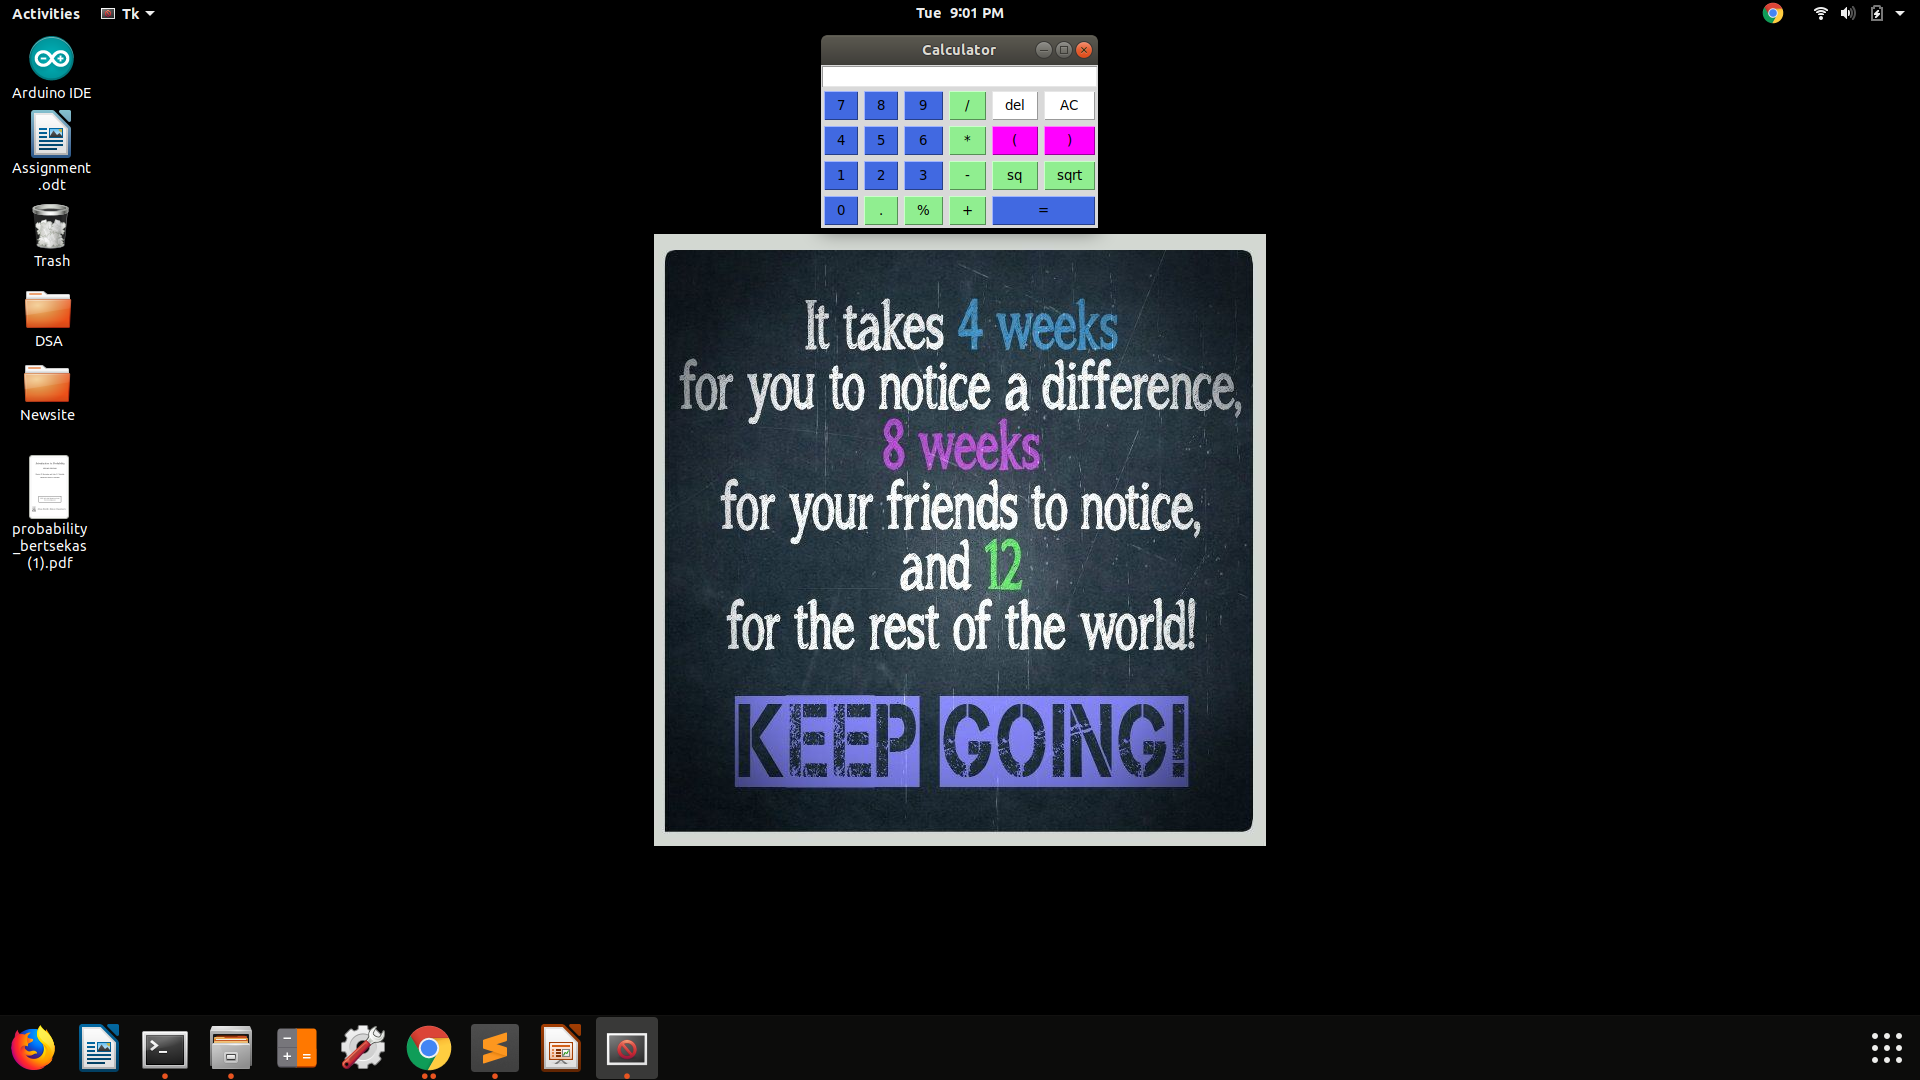 Activities Tk Tue 9:01 PM
Arduino IDE
Assignment
.odt
Trash
DSA
Newsite
probability
_bertsekas
(1).pdf
Calculator
7 8 9 / del AC
4 5 6 * ( )
1 2 3 - sq sqrt
0 . % + =
It takes 4 weeks
for you to notice a difference,
8 weeks
for your friends to notice,
and 12
for the rest of the world!
KEEP GOING!